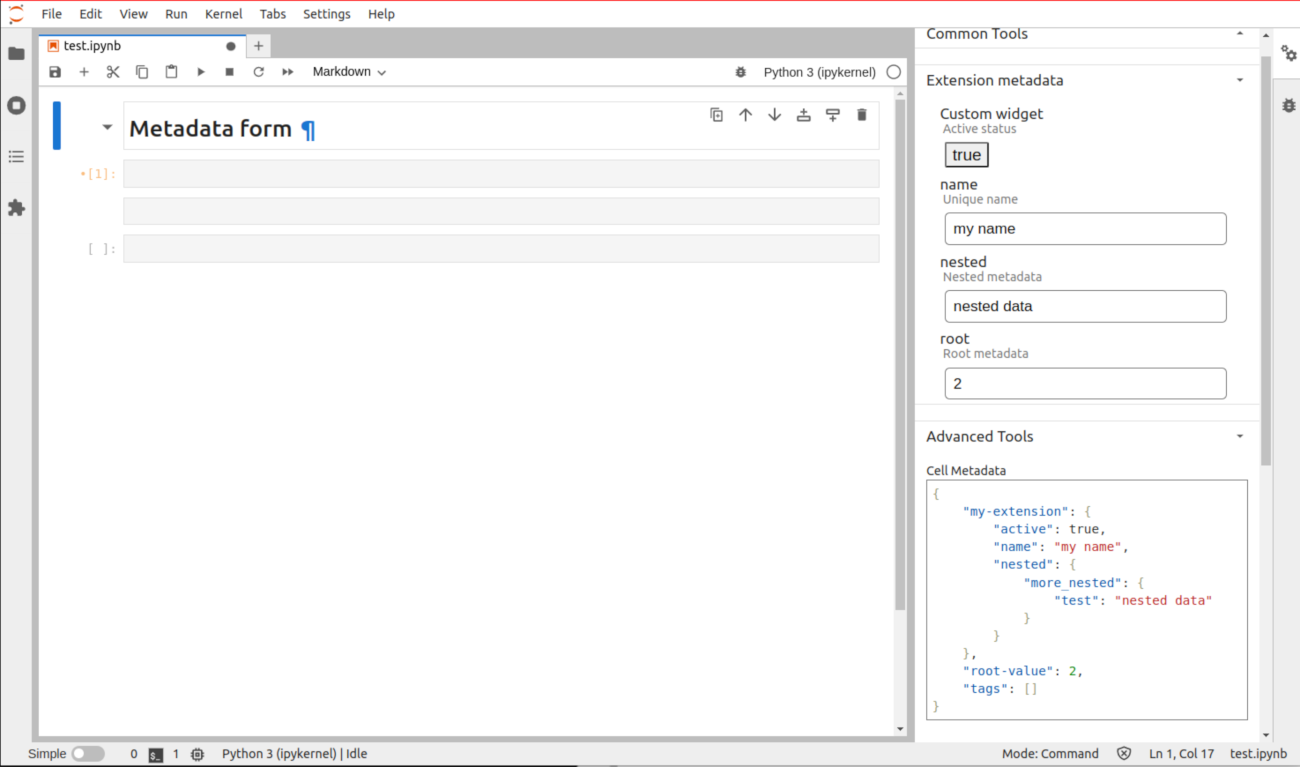 File Edit View Run Kernel Tabs Settings Help
test.ipynb
Markdown
Python 3 (ipykernel)
Metadata form ¶
•[1]:
[ ]:
Common Tools
Extension metadata
Custom widget
Active status
true
name
Unique name
my name
nested
Nested metadata
nested data
root
Root metadata
2
Advanced Tools
Cell Metadata
{
"my-extension": {
"active": true,
"name": "my name",
"nested": {
"more_nested": {
"test": "nested data"
}
}
},
"root-value": 2,
"tags": []
}
Simple 0 $_ 1 Python 3 (ipykernel) | Idle Mode: Command Ln 1, Col 17 test.ipynb